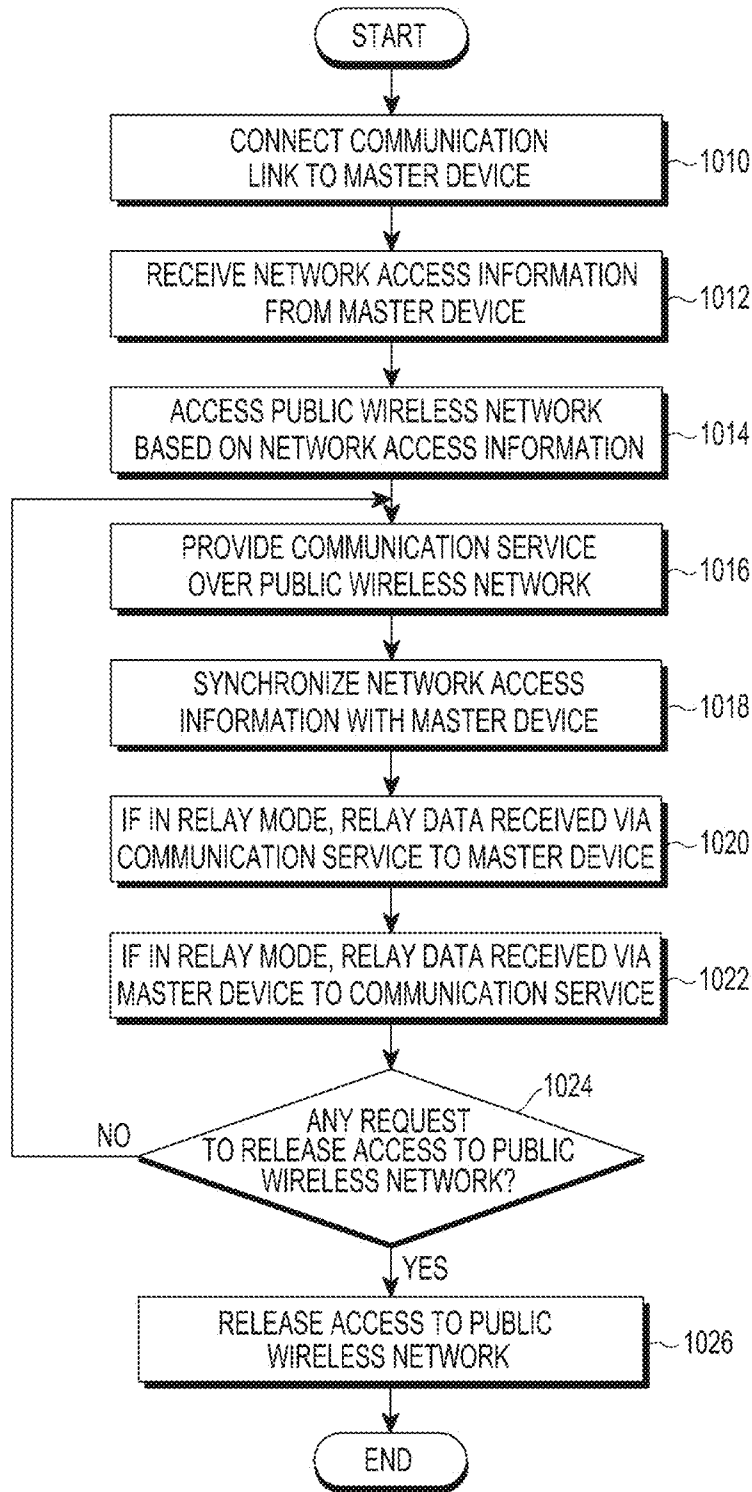 START
CONNECT COMMUNICATION
LINK TO MASTER DEVICE
1010
RECEIVE NETWORK ACCESS INFORMATION
FROM MASTER DEVICE
1012
ACCESS PUBLIC WIRELESS NETWORK
BASED ON NETWORK ACCESS INFORMATION
1014
PROVIDE COMMUNICATION SERVICE
OVER PUBLIC WIRELESS NETWORK
1016
SYNCHRONIZE NETWORK ACCESS
INFORMATION WITH MASTER DEVICE
1018
IF IN RELAY MODE, RELAY DATA RECEIVED VIA
COMMUNICATION SERVICE TO MASTER DEVICE
1020
IF IN RELAY MODE, RELAY DATA RECEIVED VIA
MASTER DEVICE TO COMMUNICATION SERVICE
1022
1024
ANY REQUEST
TO RELEASE ACCESS TO PUBLIC
WIRELESS NETWORK?
NO
YES
RELEASE ACCESS TO PUBLIC
WIRELESS NETWORK
1026
END